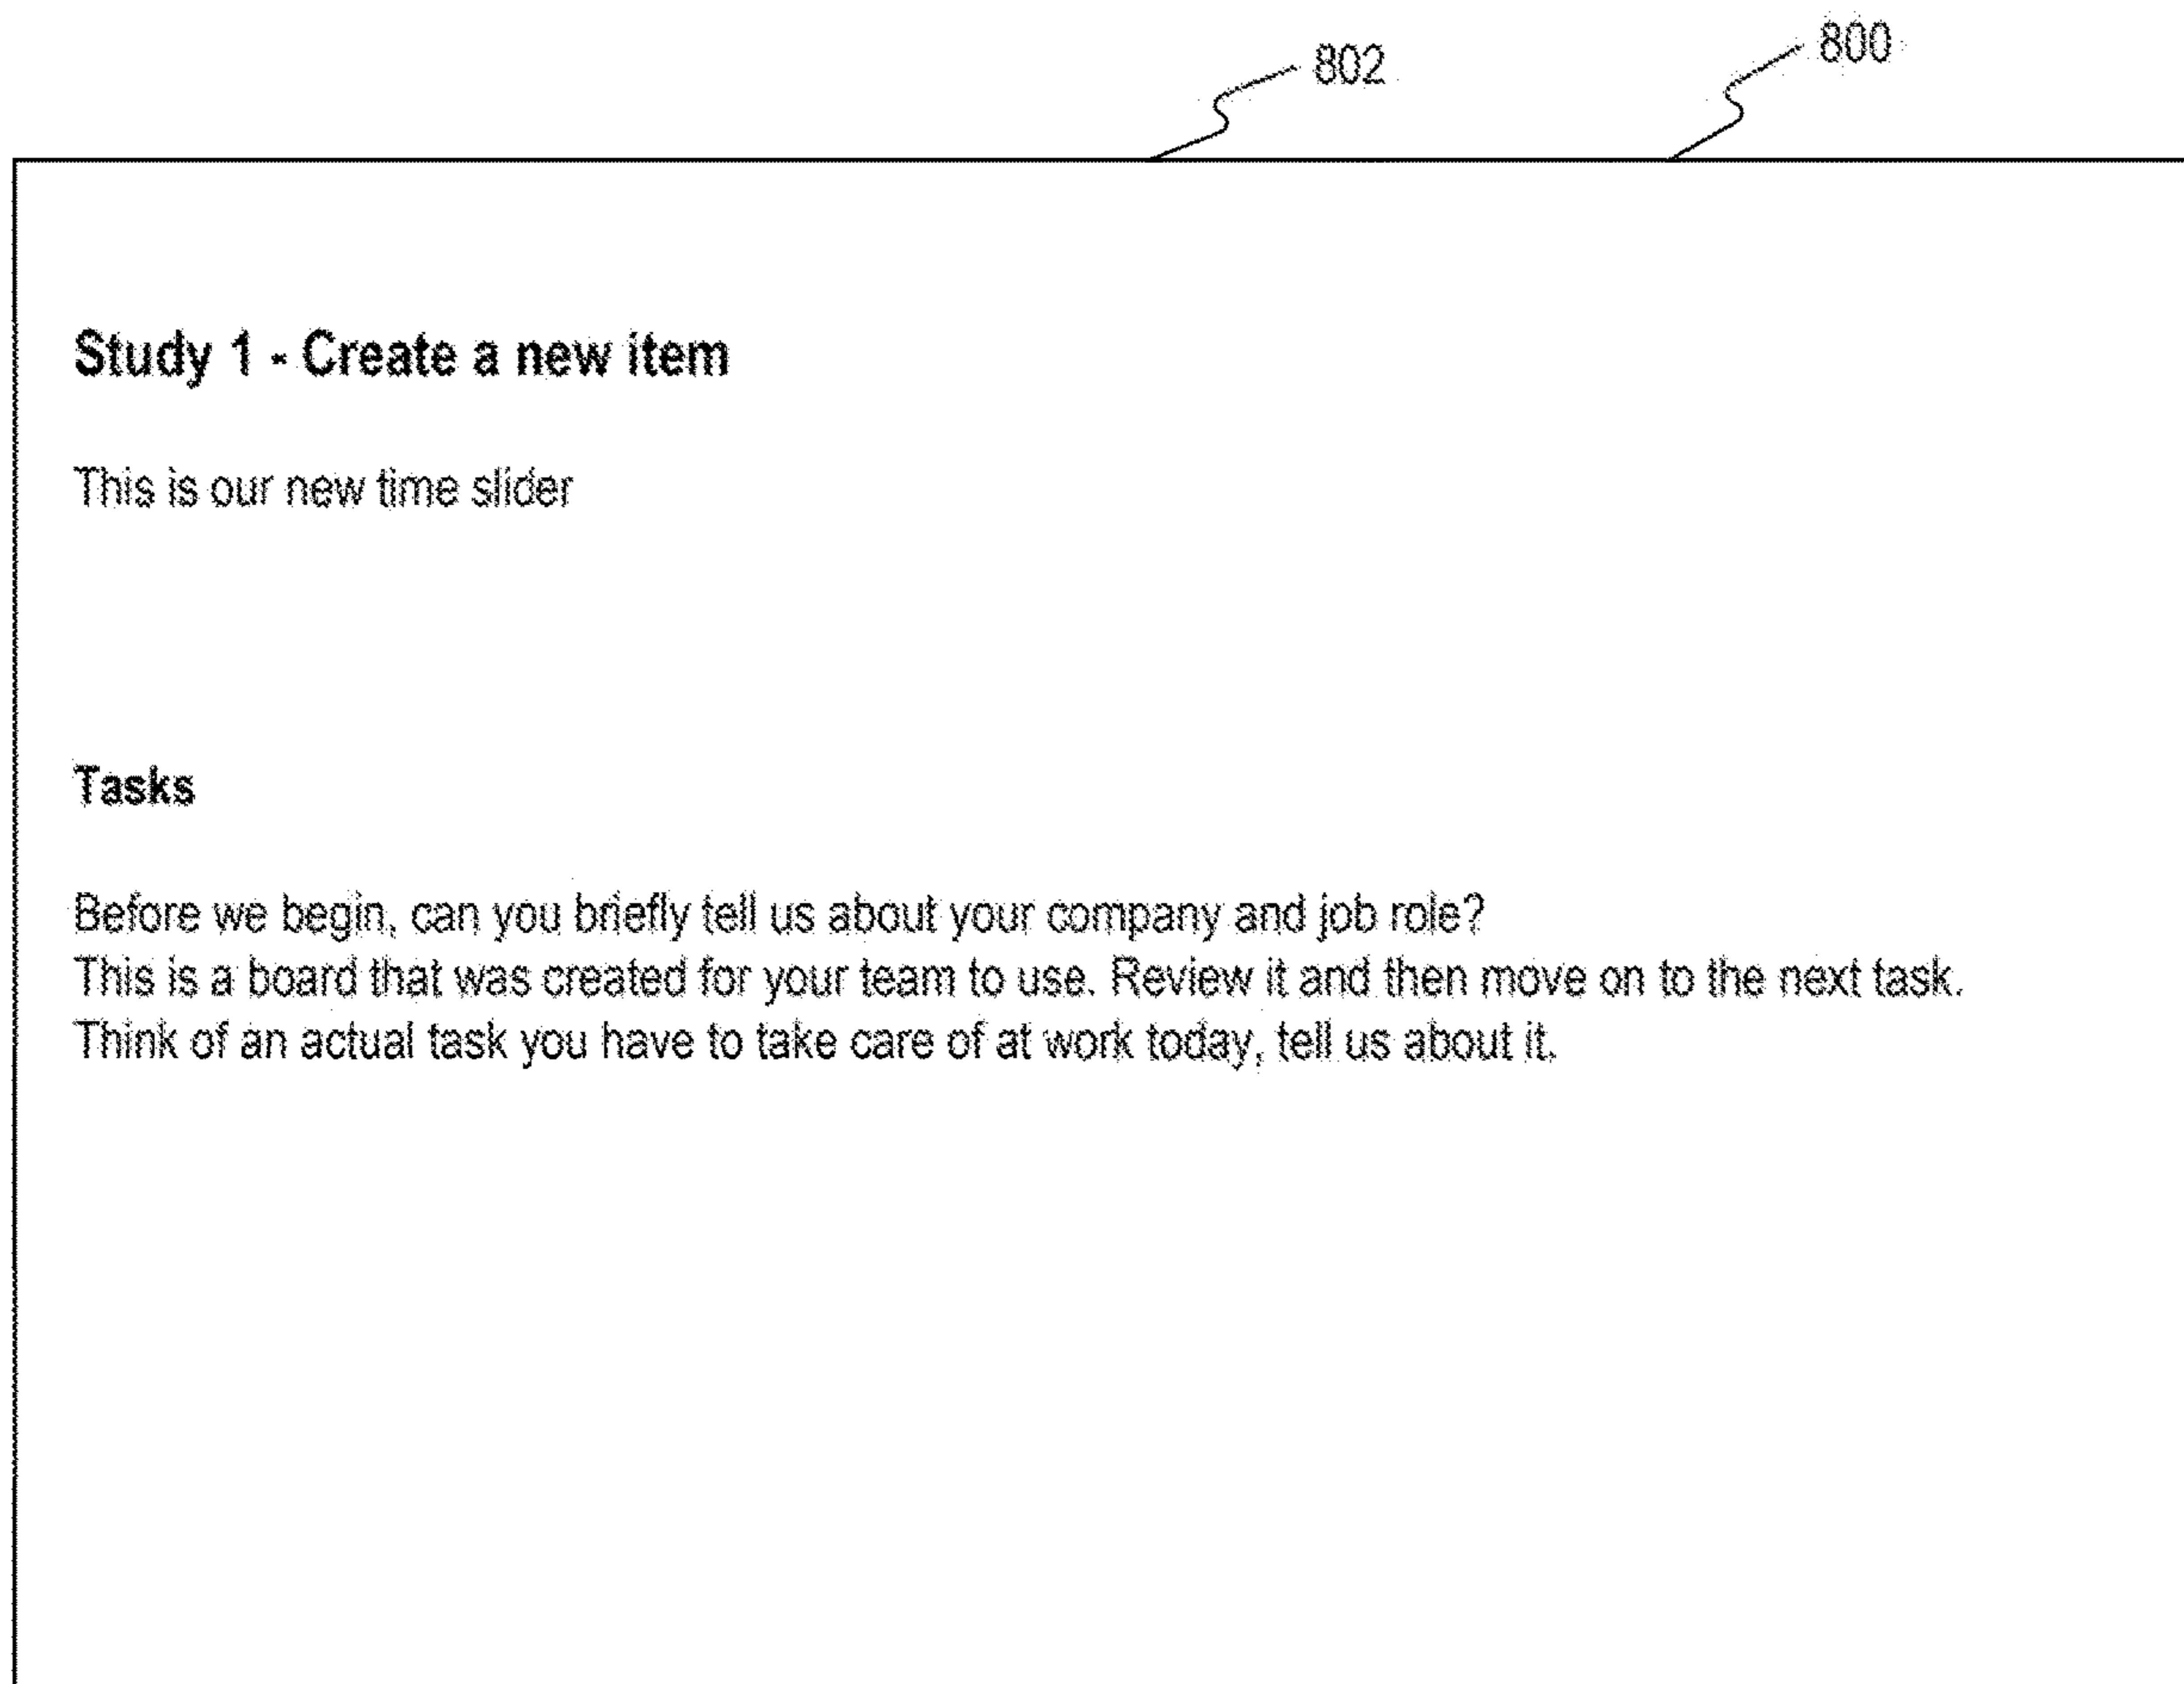 802
800
Study 1 - Create a new item
This is our new time slider
Tasks
Before we begin, can you briefly tell us about your company and job role?
This is a board that was created for your team to use. Review it and then move on to the next task.
Think of an actual task you have to take care of at work today, tell us about it.